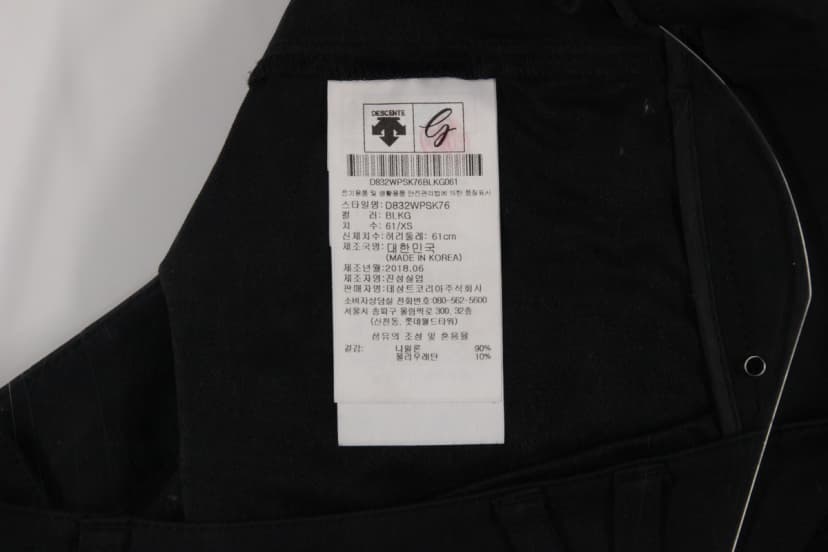 DESCENTE
g
D832WPSK76BLKG061
전기용품 및 생활용품 안전관리법에 의한 품질표시
스타일명: D832WPSK76
컬 러: BLKG
치 수: 61/XS
신체치수: 허리둘레: 61cm
제조국명: 대한민국
(MADE IN KOREA)
제조년월: 2018.06
제조자명: 진성실업
판매자명: 데상트코리아주식회사
소비자상담실 전화번호: 080-562-5600
서울시 송파구 올림픽로 300, 32층
(신천동, 롯데월드타워)
섬유의 조성 및 혼용율
겉감: 나일론 90%
폴리우레탄 10%